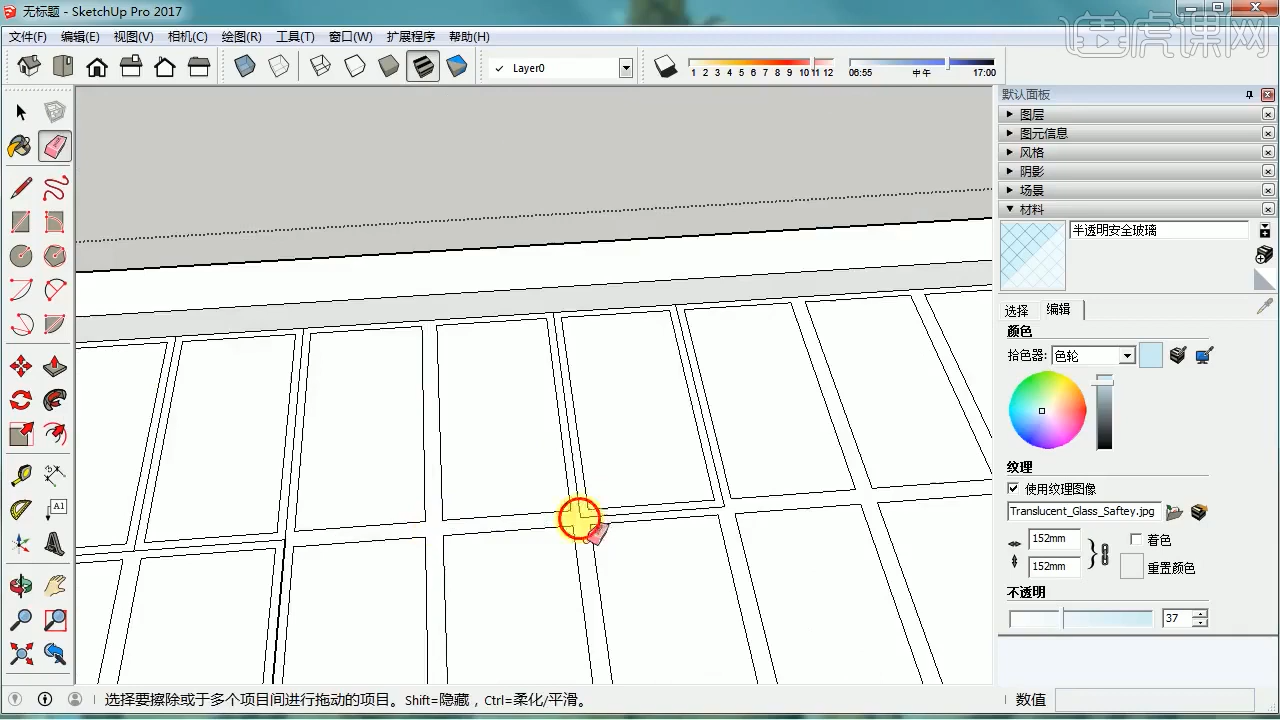 无标题 - SketchUp Pro 2017
虎课网
文件(F) 编辑(E) 视图(V) 相机(C) 绘图(R) 工具(T) 窗口(W) 扩展程序 帮助(H)
Layer0
1 2 3 4 5 6 7 8 9 10 11 12
06:55 中午 17:00
默认面板
图层
图元信息
风格
阴影
场景
材料
半透明安全玻璃
选择 编辑
颜色
拾色器: 色轮
纹理
使用纹理图像
Translucent_Glass_Saftey.jpg
152mm
着色
152mm
重置颜色
不透明
37
A1
选择要擦除或于多个项目间进行拖动的项目。Shift=隐藏，Ctrl=柔化/平滑。
数值